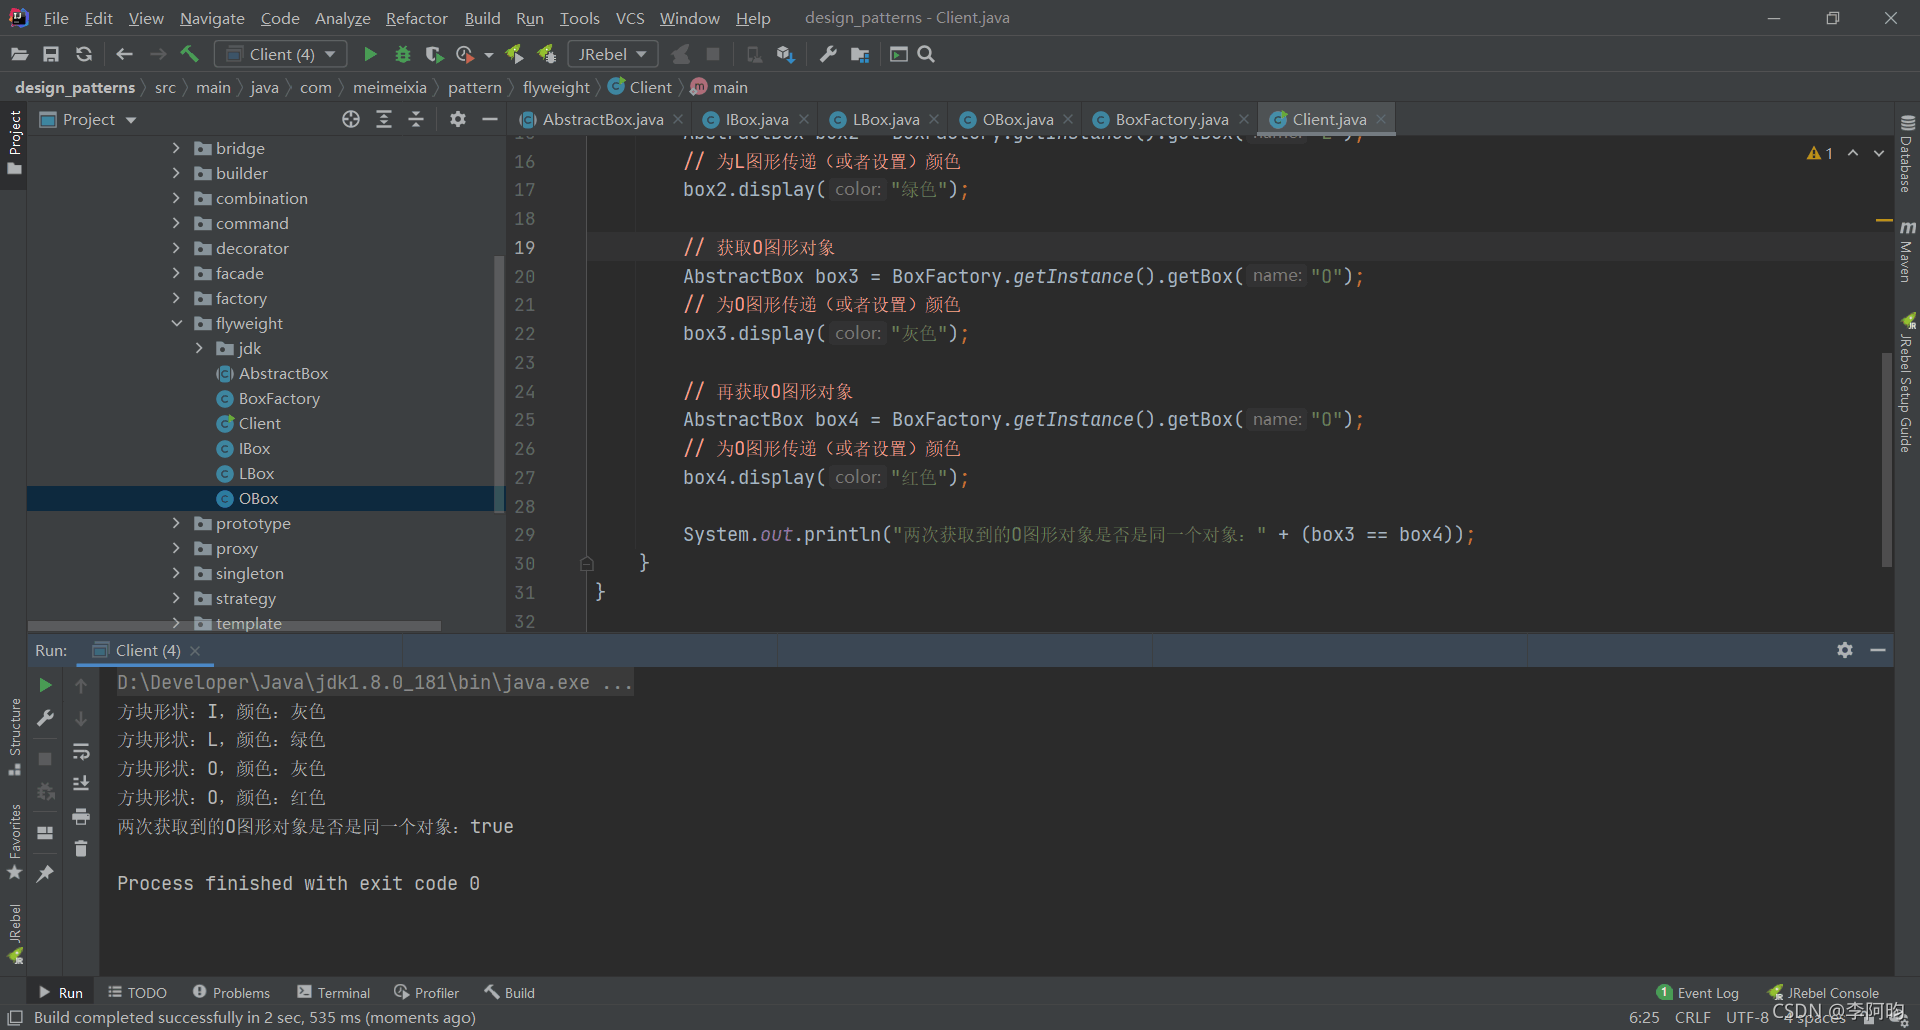 File Edit View Navigate Code Analyze Refactor Build Run Tools VCS Window Help design_patterns - Client.java
Client (4) JRebel
design_patterns src main java com meimeixia pattern flyweight Client main
Project
AbstractBox.java IBox.java LBox.java OBox.java BoxFactory.java Client.java
Project
bridge
builder
combination
command
decorator
facade
factory
flyweight
jdk
AbstractBox
BoxFactory
Client
IBox
LBox
OBox
prototype
proxy
singleton
strategy
template
16 // 为L图形传递（或者设置）颜色
17 box2.display( color: "绿色");
18
19 // 获取O图形对象
20 AbstractBox box3 = BoxFactory.getInstance().getBox( name: "O");
21 // 为O图形传递（或者设置）颜色
22 box3.display( color: "灰色");
23
24 // 再获取O图形对象
25 AbstractBox box4 = BoxFactory.getInstance().getBox( name: "O");
26 // 为O图形传递（或者设置）颜色
27 box4.display( color: "红色");
28
29 System.out.println("两次获取到的O图形对象是否是同一个对象：" + (box3 == box4));
30 }
31 }
32
1
Database
Maven
JRebel Setup Guide
Run: Client (4)
D:\Developer\Java\jdk1.8.0_181\bin\java.exe ...
方块形状：I，颜色：灰色
方块形状：L，颜色：绿色
方块形状：O，颜色：灰色
方块形状：O，颜色：红色
两次获取到的O图形对象是否是同一个对象：true
Process finished with exit code 0
Structure
Favorites
JRebel
Run TODO Problems Terminal Profiler Build
1 Event Log JRebel Console
Build completed successfully in 2 sec, 535 ms (moments ago)
6:25 CRLF UTF-8 4 spaces
CSDN @李阿昀